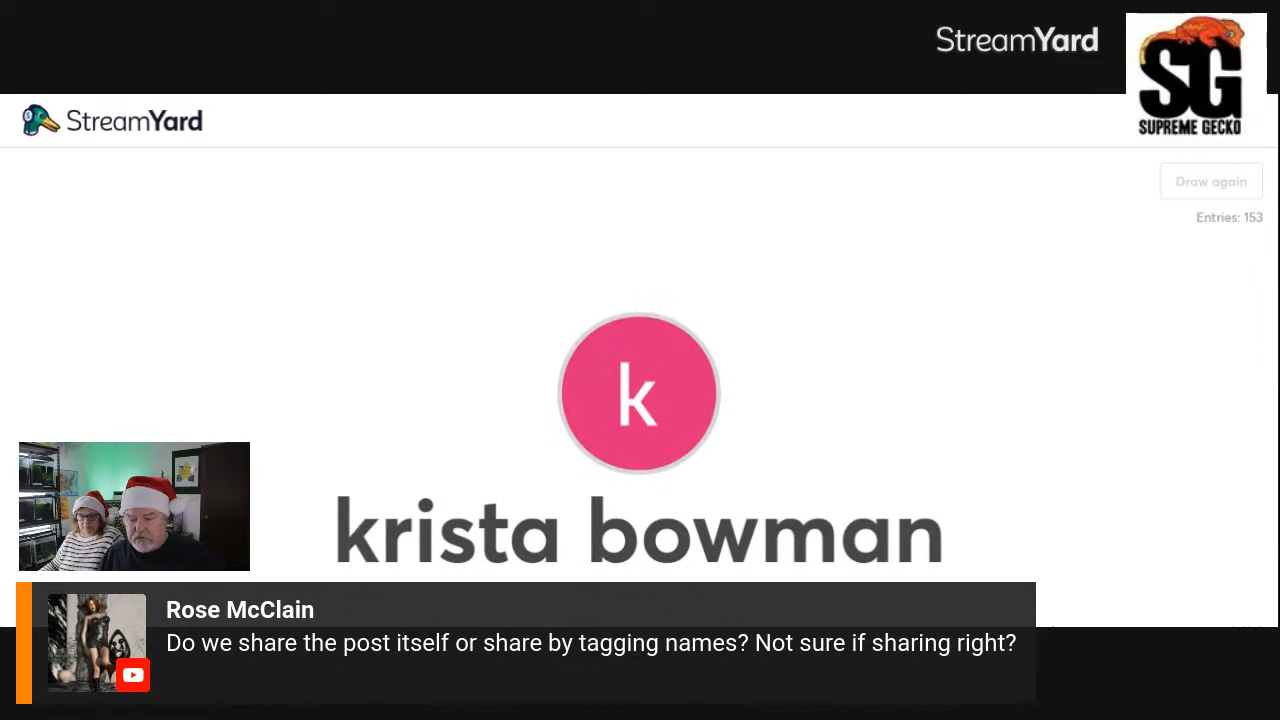 StreamYard
SG
SUPREME GECKO
StreamYard
Draw again
Entries: 153
k
krista bowman
Rose McClain
Do we share the post itself or share by tagging names? Not sure if sharing right?